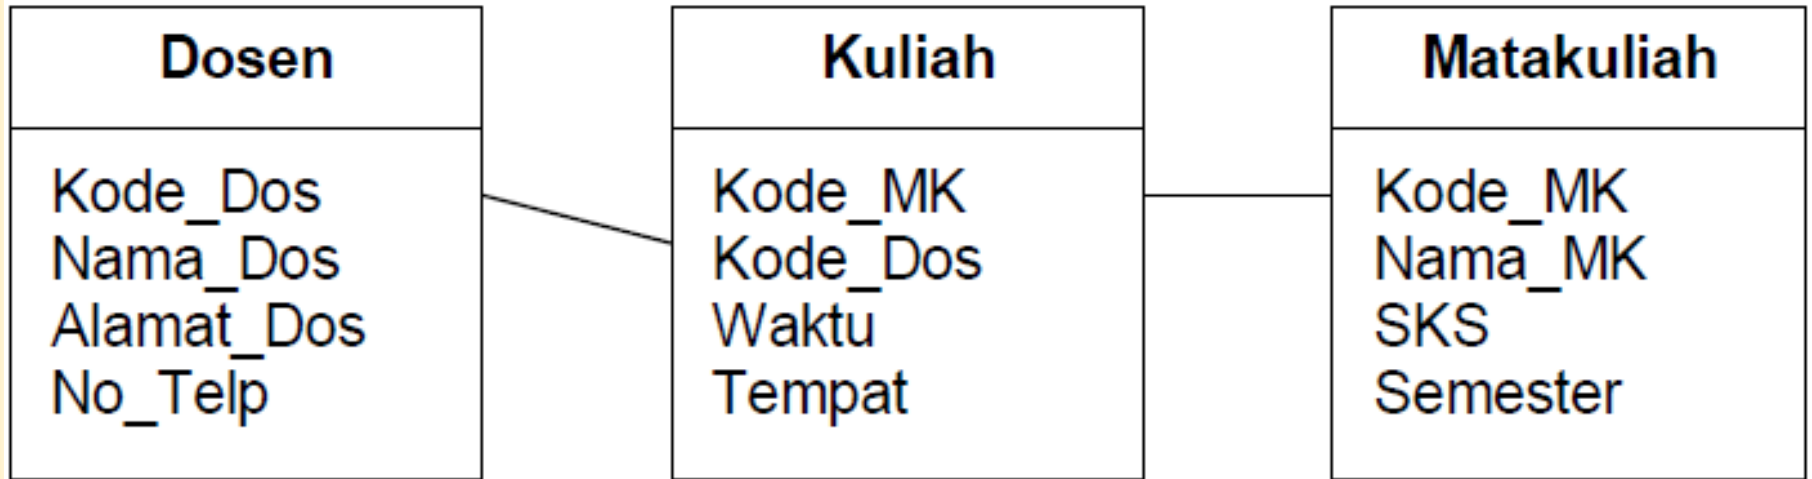 Dosen
Kode_Dos
Nama_Dos
Alamat_Dos
No_Telp
Kuliah
Kode_MK
Kode_Dos
Waktu
Tempat
Matakuliah
Kode_MK
Nama_MK
SKS
Semester